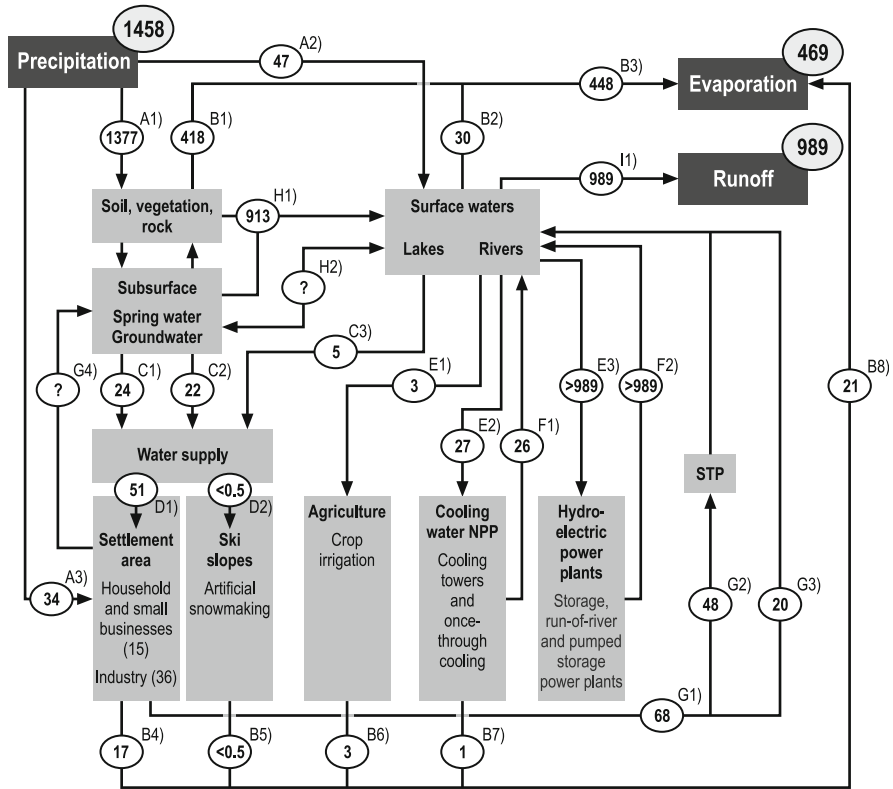 1458
Precipitation
A2)
47
469
Evaporation
B3)
448
A1)
1377
B1)
418
B2)
30
989
Runoff
I1)
989
Soil, vegetation,
rock
H1)
913
Surface waters
Lakes Rivers
H2)
?
Subsurface
Spring water
Groundwater
G4)
?
C1)
24
C2)
22
C3)
5
E1)
3
E2)
27
F1)
26
E3)
>989
F2)
>989
B8)
21
Water supply
51
D1)
<0.5
D2)
STP
Settlement
area
Household
and small
businesses
(15)
Industry (36)
Ski
slopes
Artificial
snowmaking
Agriculture
Crop
irrigation
Cooling
water NPP
Cooling
towers
and
once-
through
cooling
Hydro-
electric
power
plants
Storage,
run-of-river
and pumped
storage
power plants
A3)
34
G2)
48
G3)
20
G1)
68
B4)
17
B5)
<0.5
B6)
3
B7)
1